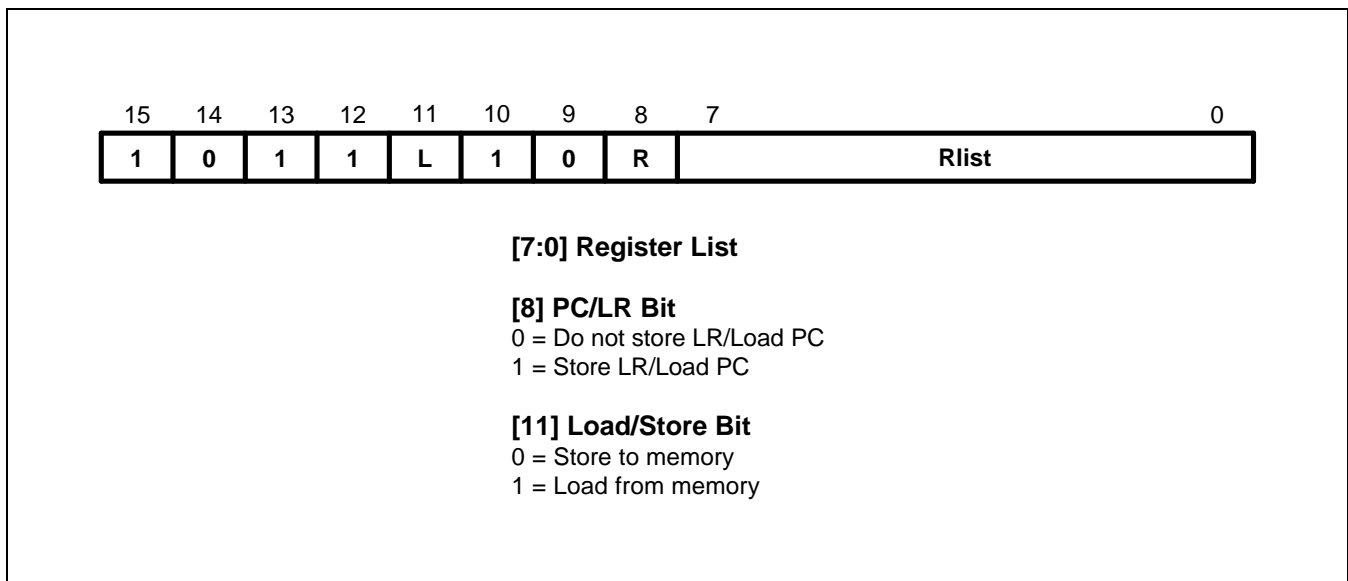 15 14 13 12 11 10 9 8 7 0
1 0 1 1 L 1 0 R Rlist
[7:0] Register List
[8] PC/LR Bit
0 = Do not store LR/Load PC
1 = Store LR/Load PC
[11] Load/Store Bit
0 = Store to memory
1 = Load from memory